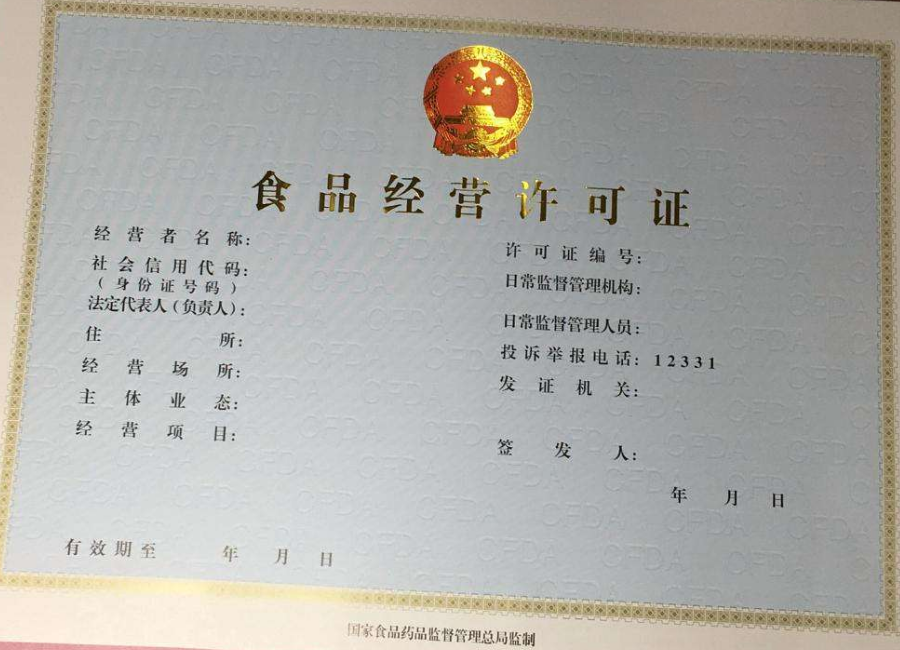 食品经营许可证
经营者名称:
社会信用代码:
(身份证号码)
法定代表人(负责人):
住所:
经营场所:
主体业态:
经营项目:
许可证编号:
日常监督管理机构:
日常监督管理人员:
投诉举报电话: 12331
发证机关:
签发人:
年 月 日
有效期至 年 月 日
国家食品药品监督管理总局监制
CFDA